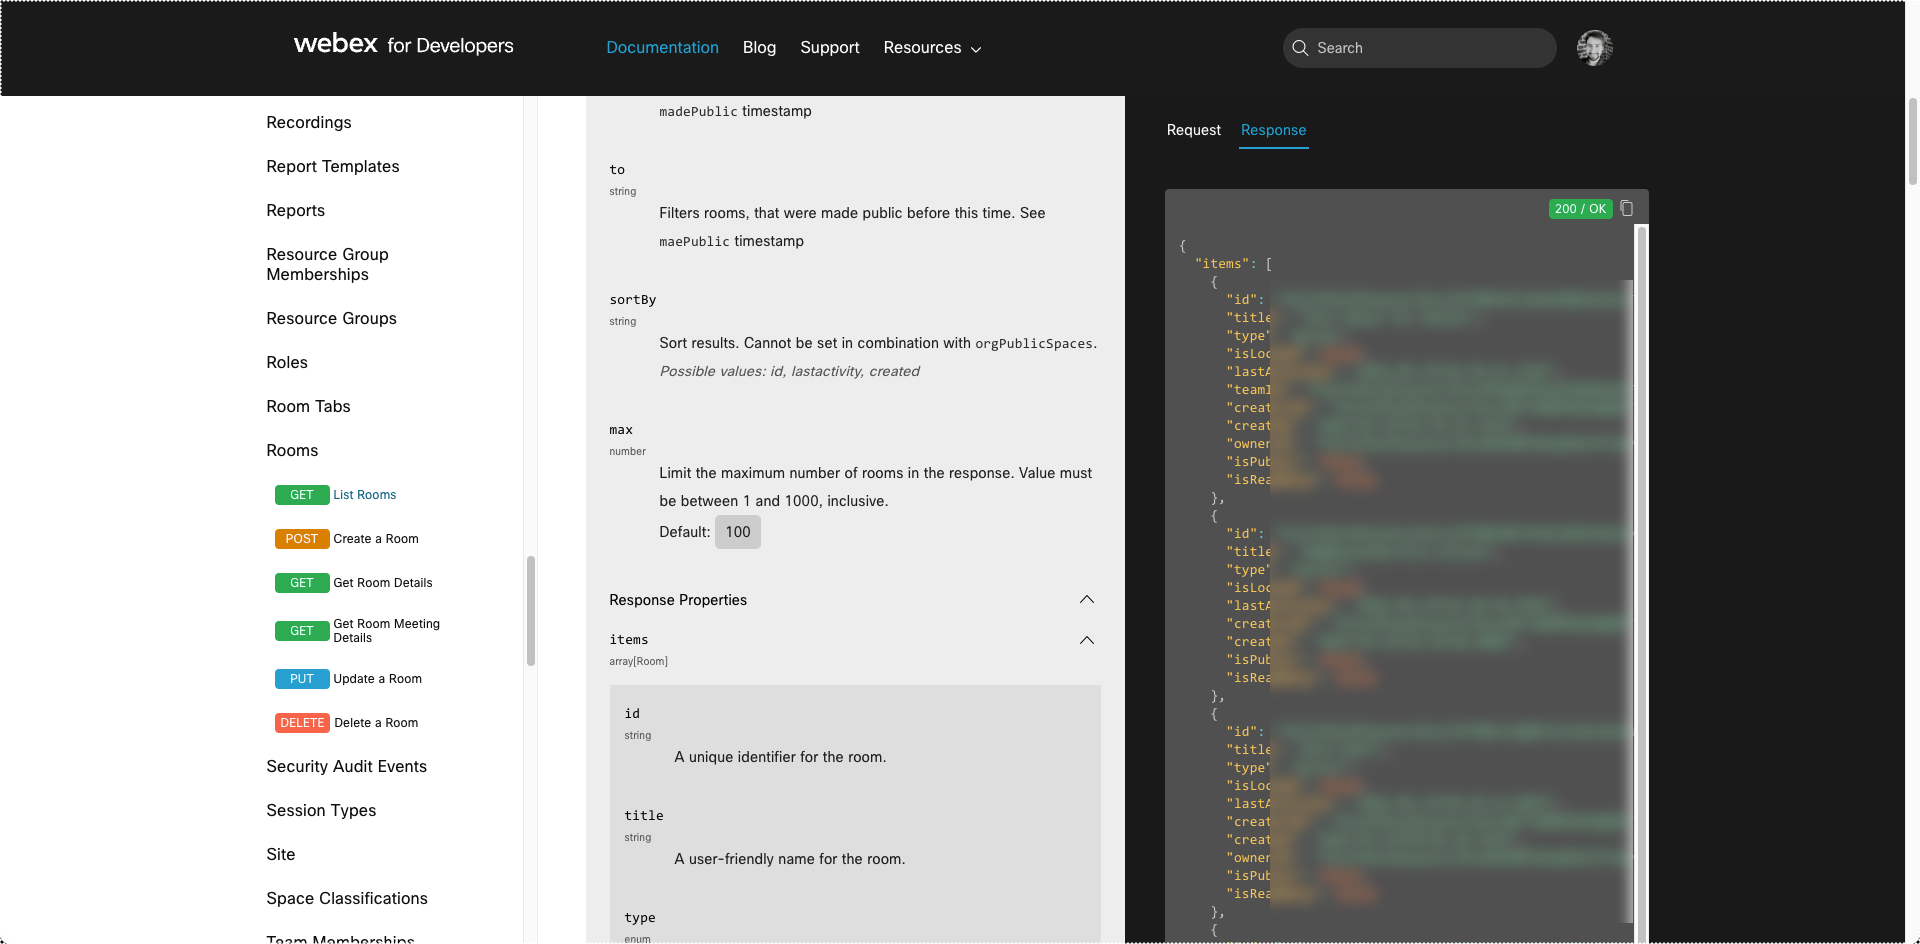 webex for Developers
Documentation
Blog
Support
Resources
Search
Recordings
Report Templates
Reports
Resource Group
Memberships
Resource Groups
Roles
Room Tabs
Rooms
GET List Rooms
POST Create a Room
GET Get Room Details
GET Get Room Meeting
Details
PUT Update a Room
DELETE Delete a Room
Security Audit Events
Session Types
Site
Space Classifications
Team Memberships
madePublic timestamp
to
string
Filters rooms, that were made public before this time. See
maePublic timestamp
sortBy
string
Sort results. Cannot be set in combination with orgPublicSpaces.
Possible values: id, lastactivity, created
max
number
Limit the maximum number of rooms in the response. Value must
be between 1 and 1000, inclusive.
Default: 100
Response Properties
items
array[Room]
id
string
A unique identifier for the room.
title
string
A user-friendly name for the room.
type
enum
Request
Response
200 / OK
{
"items": [
{
"id":
"title
"type"
"isLoc
"lastA
"teamI
"creat
"creat
"owner
"isPub
"isRea
},
{
"id":
"title
"type"
"isLoc
"lastA
"creat
"creat
"isPub
"isRea
},
{
"id":
"title
"type"
"isLoc
"lastA
"creat
"creat
"owner
"isPub
"isRea
},
{